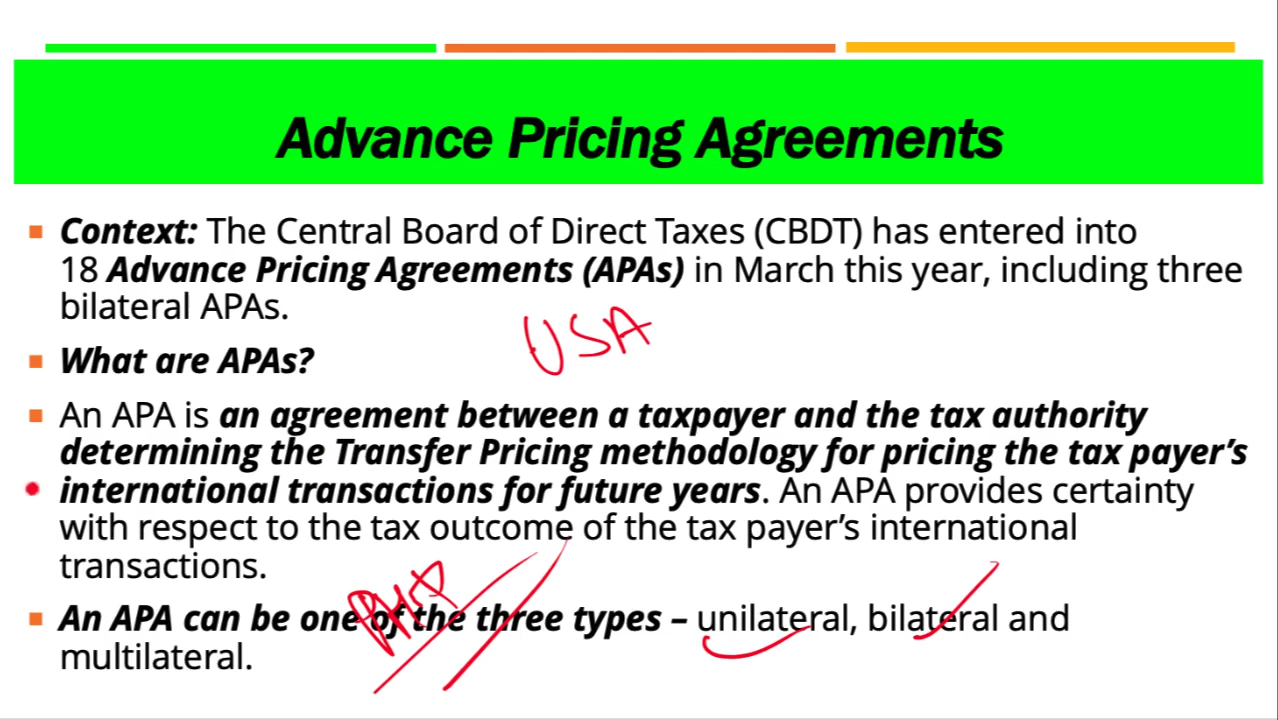 Advance Pricing Agreements
Context: The Central Board of Direct Taxes (CBDT) has entered into
18 Advance Pricing Agreements (APAs) in March this year, including three
bilateral APAs.
USA
What are APAs?
An APA is an agreement between a taxpayer and the tax authority
determining the Transfer Pricing methodology for pricing the tax payer’s
international transactions for future years. An APA provides certainty
with respect to the tax outcome of the tax payer’s international
transactions.
An APA can be one of the three types – unilateral, bilateral and
multilateral.